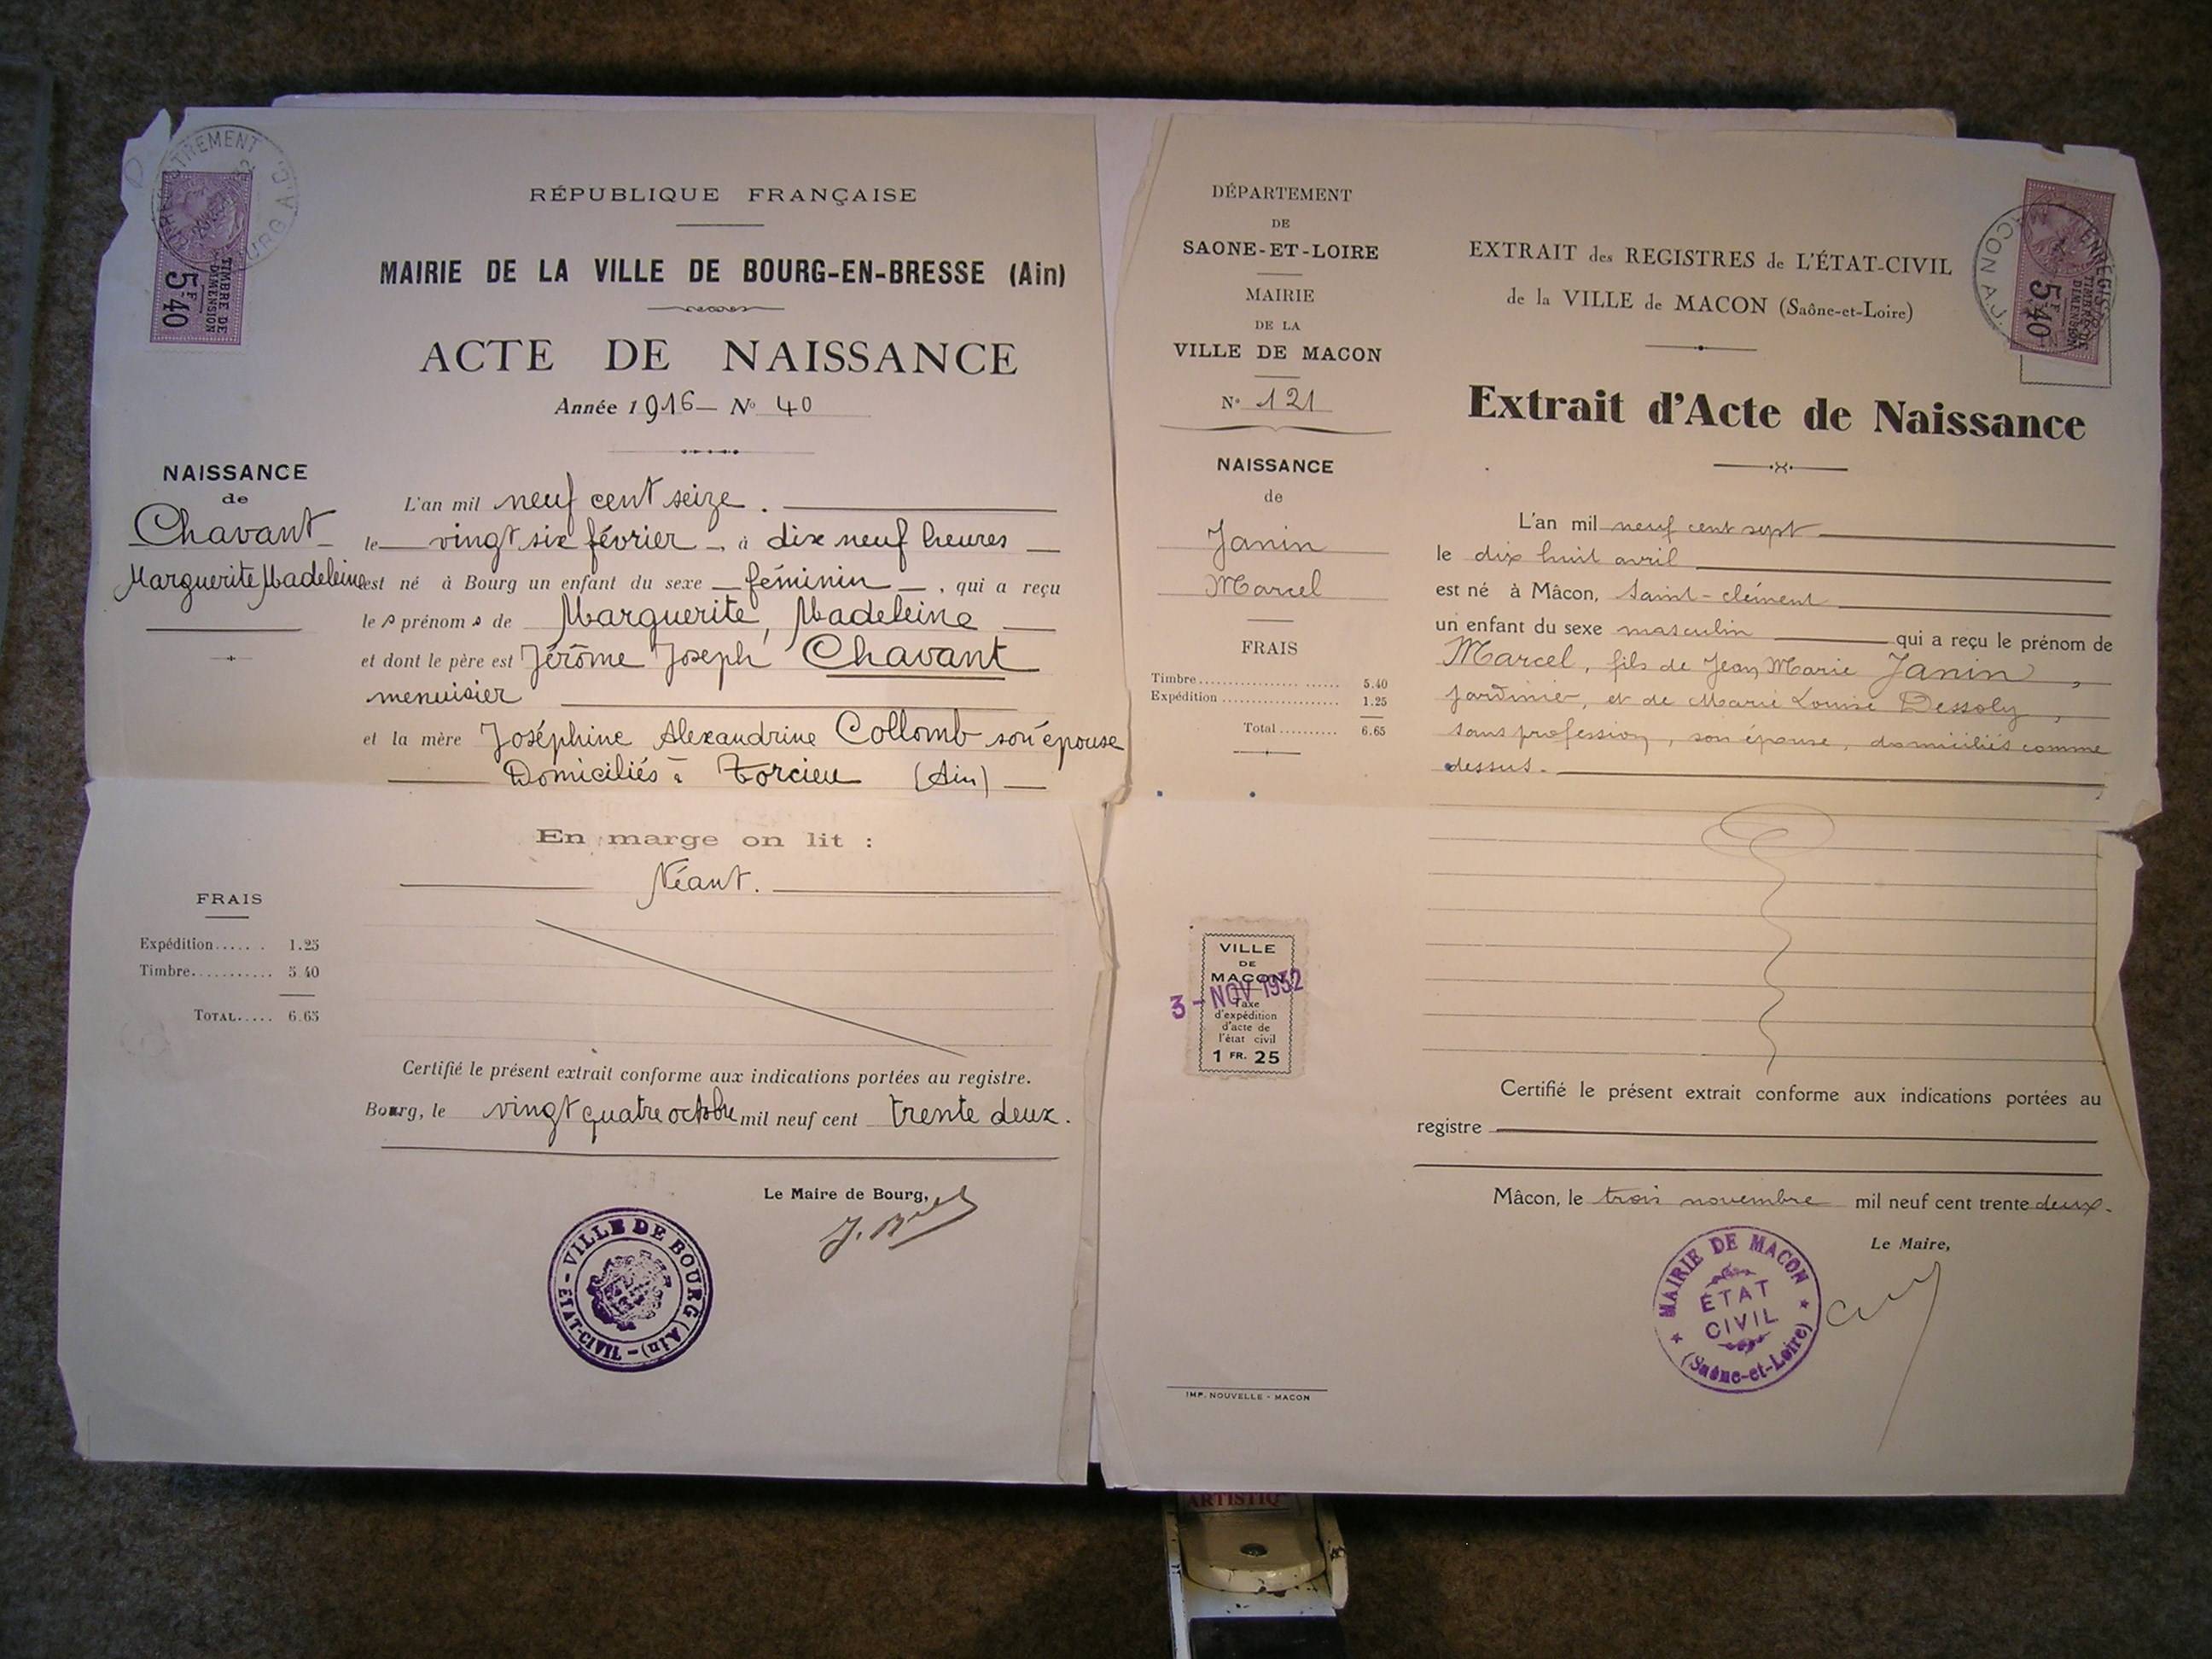 RÉPUBLIQUE FRANÇAISE
MAIRIE DE LA VILLE DE BOURG-EN-BRESSE (Ain)
ACTE DE NAISSANCE
Année 1916 - N° 40
TIMBRE DE DIMENSION
5F40
NAISSANCE
de
Chavant
Marguerite Madeleine
L'an mil neuf cent seize.
le vingt six février, à dix neuf heures
est né à Bourg un enfant du sexe féminin, qui a reçu
les prénoms de Marguerite, Madeleine
et dont le père est Jérôme Joseph Chavant
menuisier
et la mère Joséphine Alexandrine Collomb son épouse
Domiciliés à Torcieu (Ain)
En marge on lit :
Néant.
FRAIS
Expédition...... 1.25
Timbre........... 5 40
TOTAL..... 6.65
Certifié le présent extrait conforme aux indications portées au registre.
Bourg, le vingt quatre octobre mil neuf cent trente deux.
Le Maire de Bourg,
VILLE DE BOURG (Ain) - ÉTAT-CIVIL -
DÉPARTEMENT
DE
SAONE-ET-LOIRE
MAIRIE
DE LA
VILLE DE MACON
N° 121
NAISSANCE
de
Janin
Marcel
FRAIS
Timbre.................. 5.40
Expédition.................. 1.25
Total.......... 6.65
EXTRAIT des REGISTRES de L'ÉTAT-CIVIL
de la VILLE de MACON (Saône-et-Loire)
Extrait d'Acte de Naissance
TIMBRE DE DIMENSION
5F40
L'an mil neuf cent sept
le dix huit avril
est né à Mâcon, Saint-clément
un enfant du sexe masculin qui a reçu le prénom de
Marcel, fils de Jean Marie Janin,
jardinier, et de Marie Louise Dessoly,
sans profession, son épouse, domiciliés comme
dessus.
VILLE
DE
MACON
3 - NOV 1932
Taxe
d'expédition
d'acte de
l'état civil
1 FR. 25
Certifié le présent extrait conforme aux indications portées au
registre
Mâcon, le trois novembre mil neuf cent trente deux.
Le Maire,
MAIRIE DE MACON
ÉTAT
CIVIL
(Saône-et-Loire)
IMP. NOUVELLE - MACON
ARTISTIQ